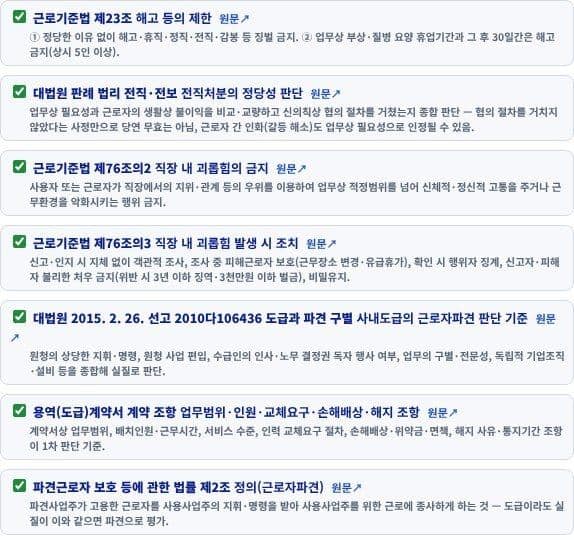 근로기준법 제23조 해고 등의 제한 원문↗
① 정당한 이유 없이 해고·휴직·정직·전직·감봉 등 징벌 금지. ② 업무상 부상·질병 요양 휴업기간과 그 후 30일간은 해고
금지(상시 5인 이상).
대법원 판례 법리 전직·전보 전직처분의 정당성 판단 원문↗
업무상 필요성과 근로자의 생활상 불이익을 비교·교량하고 신의칙상 협의 절차를 거쳤는지 종합 판단 — 협의 절차를 거치지
않았다는 사정만으로 당연 무효는 아님, 근로자 간 인화(갈등 해소)도 업무상 필요성으로 인정될 수 있음.
근로기준법 제76조의2 직장 내 괴롭힘의 금지 원문↗
사용자 또는 근로자가 직장에서의 지위·관계 등의 우위를 이용하여 업무상 적정범위를 넘어 신체적·정신적 고통을 주거나 근
무환경을 악화시키는 행위 금지.
근로기준법 제76조의3 직장 내 괴롭힘 발생 시 조치 원문↗
신고·인지 시 지체 없이 객관적 조사, 조사 중 피해근로자 보호(근무장소 변경·유급휴가), 확인 시 행위자 징계, 신고자·피해
자 불리한 처우 금지(위반 시 3년 이하 징역·3천만원 이하 벌금), 비밀유지.
대법원 2015. 2. 26. 선고 2010다106436 도급과 파견 구별 사내도급의 근로자파견 판단 기준 원문
↗
원청의 상당한 지휘·명령, 원청 사업 편입, 수급인의 인사·노무 결정권 독자 행사 여부, 업무의 구별·전문성, 독립적 기업조직
·설비 등을 종합해 실질로 판단.
용역(도급)계약서 계약 조항 업무범위·인원·교체요구·손해배상·해지 조항 원문↗
계약서상 업무범위, 배치인원·근무시간, 서비스 수준, 인력 교체요구 절차, 손해배상·위약금·면책, 해지 사유·통지기간 조항
이 1차 판단 기준.
파견근로자 보호 등에 관한 법률 제2조 정의(근로자파견) 원문↗
파견사업주가 고용한 근로자를 사용사업주의 지휘·명령을 받아 사용사업주를 위한 근로에 종사하게 하는 것 — 도급이라도 실
질이 이와 같으면 파견으로 평가.